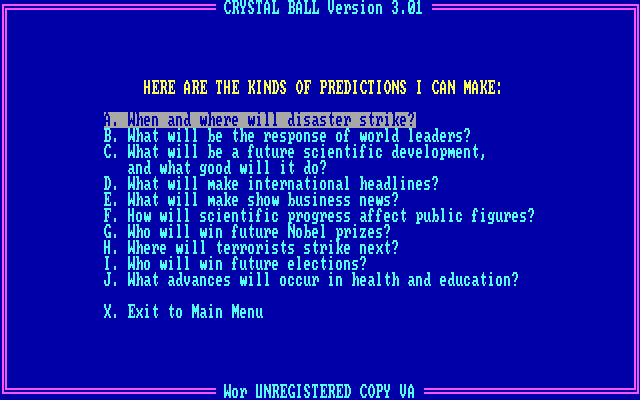 CRYSTAL BALL Version 3.01
HERE ARE THE KINDS OF PREDICTIONS I CAN MAKE:
A. When and where will disaster strike?
B. What will be the response of world leaders?
C. What will be a future scientific development,
and what good will it do?
D. What will make international headlines?
E. What will make show business news?
F. How will scientific progress affect public figures?
G. Who will win future Nobel prizes?
H. Where will terrorists strike next?
I. Who will win future elections?
J. What advances will occur in health and education?
X. Exit to Main Menu
Wor UNREGISTERED COPY VA